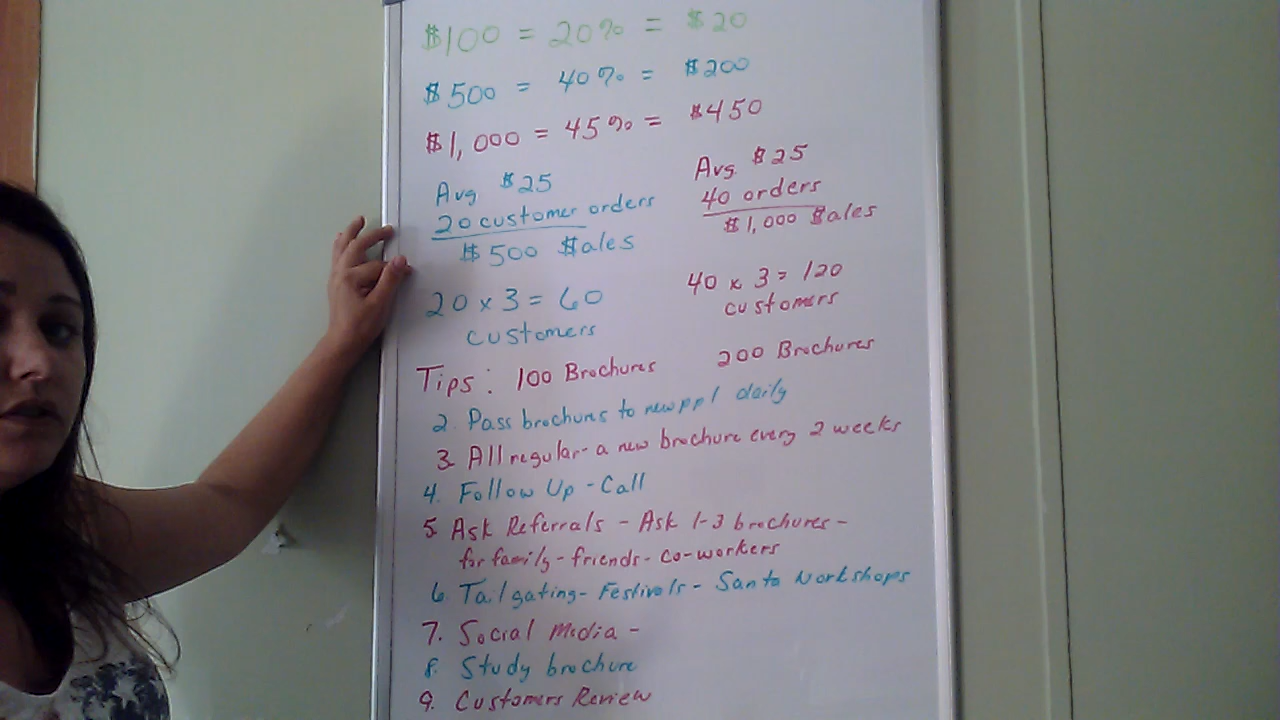 $100 = 20% = $20
$500 = 40% = $200
$1,000 = 45% = $450
Avg $25
20 customer orders
$500 $ales
20 x 3 = 60
customers
Avg $25
40 orders
$1,000 $ales
40 x 3 = 120
customers
Tips: 100 Brochures 200 Brochures
2. Pass brochures to new ppl daily
3. All regular - a new brochure every 2 weeks
4. Follow Up - Call
5. Ask Referrals - Ask 1-3 brochures -
for family - friends - co-workers
6. Tailgating - Festivals - Santa Workshops
7. Social Media -
8. Study brochure
9. Customers Review